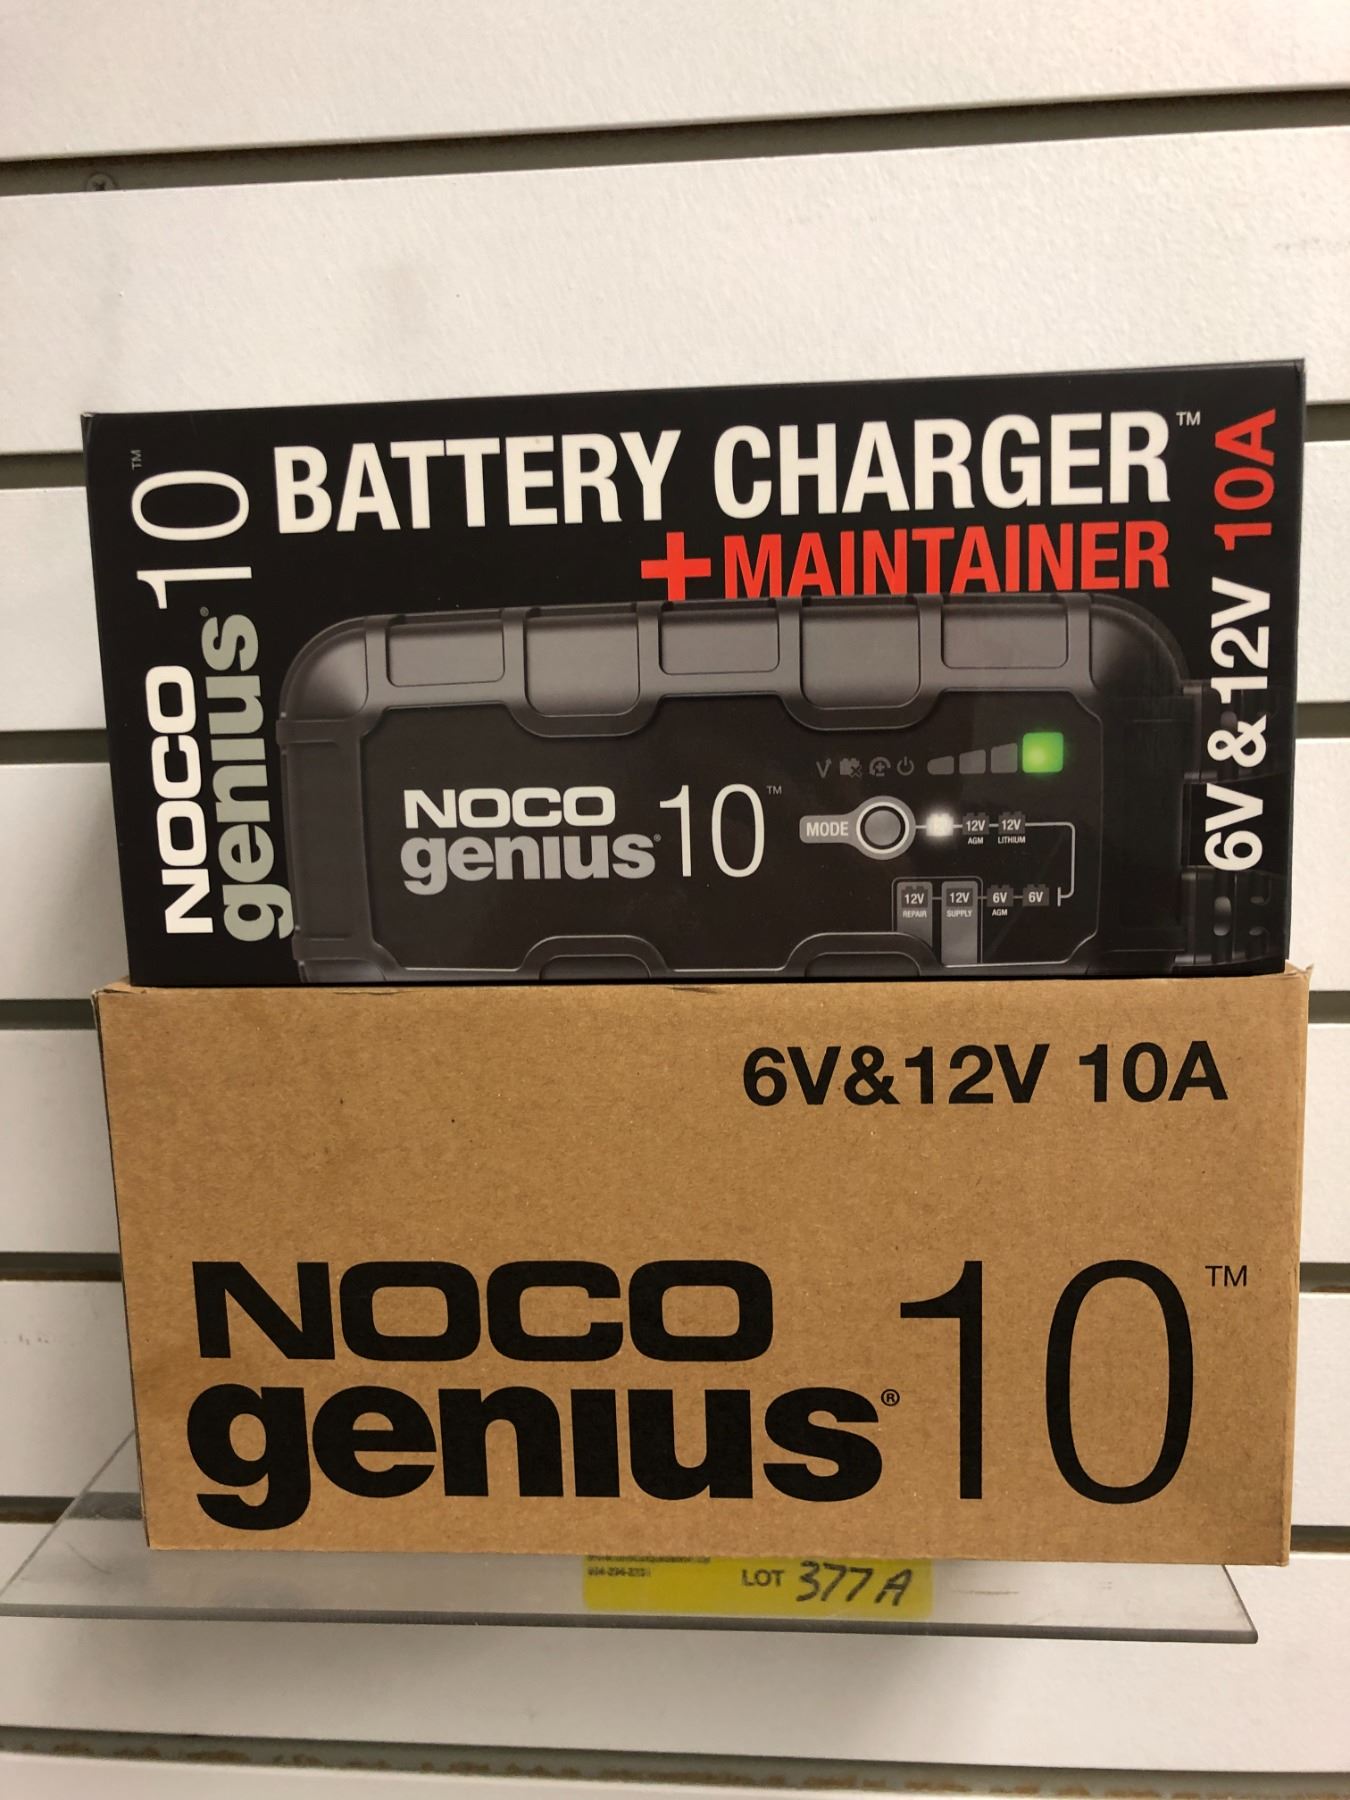 BATTERY CHARGER™
+MAINTAINER
NOCO
genius®10™
6V & 12V 10A
NOCO
genius®10™
MODE
12V
AGM
12V
LITHIUM
12V
REPAIR
12V
SUPPLY
6V
AGM
6V
6V&12V 10A
NOCO
genius®10™
LOT 377A